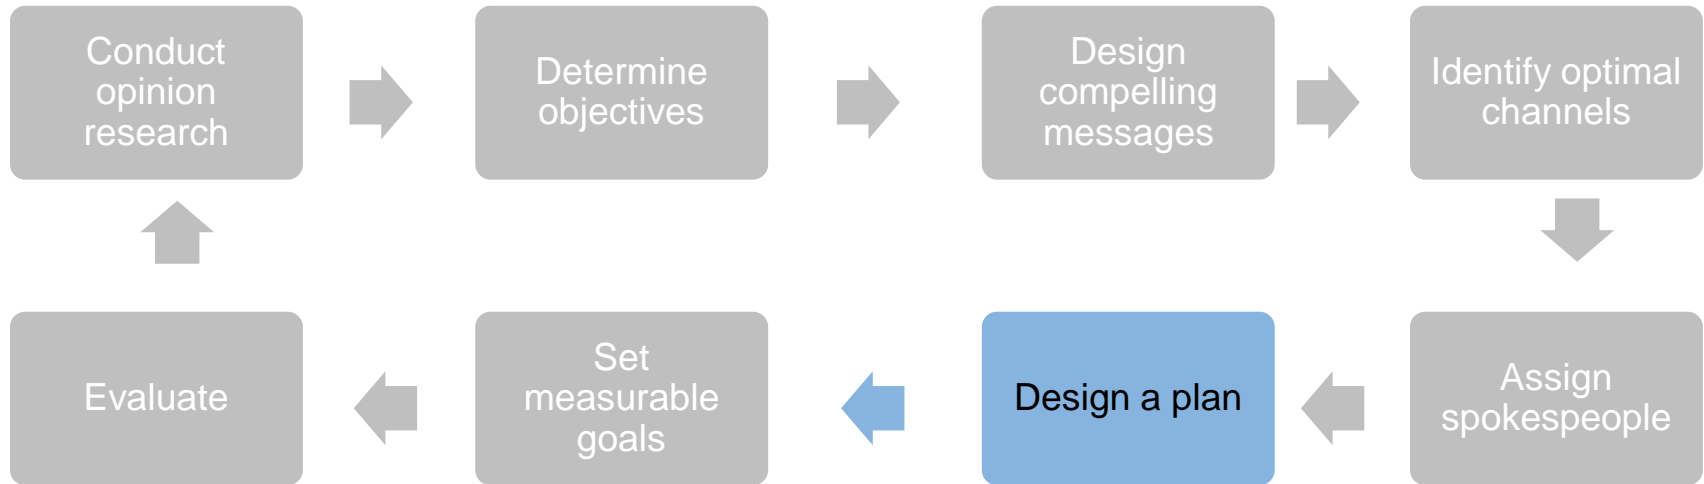 Conduct
opinion
research
Determine
objectives
Design
compelling
messages
Identify optimal
channels
Evaluate
Set
measurable
goals
Design a plan
Assign
spokespeople